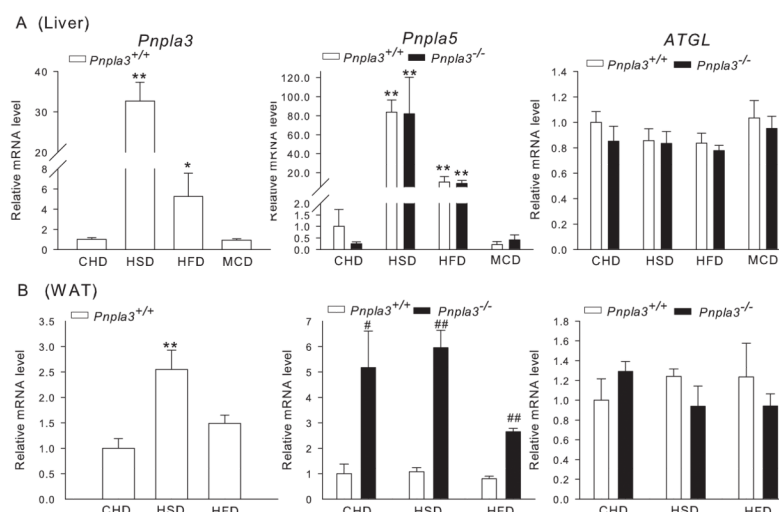 A (Liver)
Pnpla3
Pnpla5
ATGL
Pnpla3+/+
Pnpla3+/+ Pnpla3-/-
Pnpla3+/+ Pnpla3-/-
Relative mRNA level
40
30
20
8
6
4
2
0
**
*
CHD HSD HFD MCD
Relative mRNA level
120.0
100.0
80.0
60.0
40.0
20.0
2.0
1.5
1.0
0.5
0.0
** **
** **
CHD HSD HFD MCD
Relative mRNA level
1.4
1.2
1.0
0.8
0.6
0.4
0.2
0.0
CHD HSD HFD MCD
B (WAT)
Pnpla3+/+
Relative mRNA level
3.5
3.0
2.5
2.0
1.5
1.0
0.5
0.0
**
CHD HSD HFD
Pnpla3+/+ Pnpla3-/-
Relative mRNA level
7
6
5
4
3
2
1
0
# ## ##
CHD HSD HFD
Pnpla3+/+ Pnpla3-/-
Relative mRNA level
1.8
1.6
1.4
1.2
1.0
0.8
0.6
0.4
0.2
0.0
CHD HSD HFD